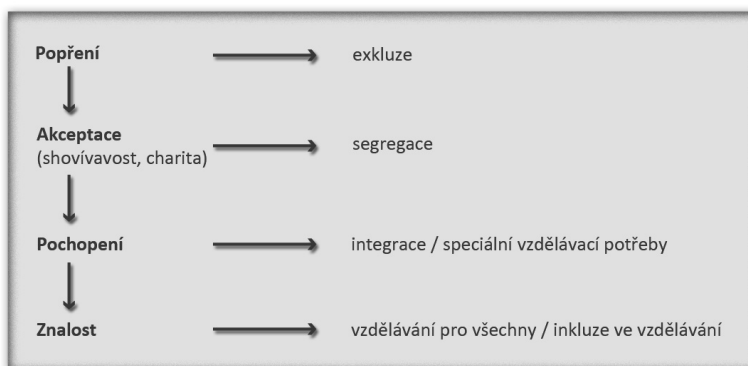 Popření exkluze
Akceptace
(shovívavost, charita) segregace
Pochopení integrace / speciální vzdělávací potřeby
Znalost vzdělávání pro všechny / inkluze ve vzdělávání